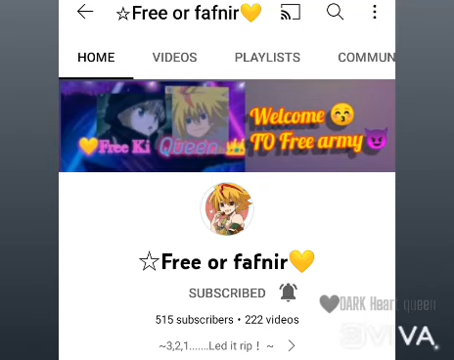 ☆Free or fafnir💛
HOME VIDEOS PLAYLISTS COMMUN
Welcome 😚
TO Free army😈
💛Free Ki Queen👑
☆Free or fafnir💛
SUBSCRIBED
🖤DARK Heart queen
515 subscribers • 222 videos
VIVA.
~3,2,1.......Led it rip ! ~